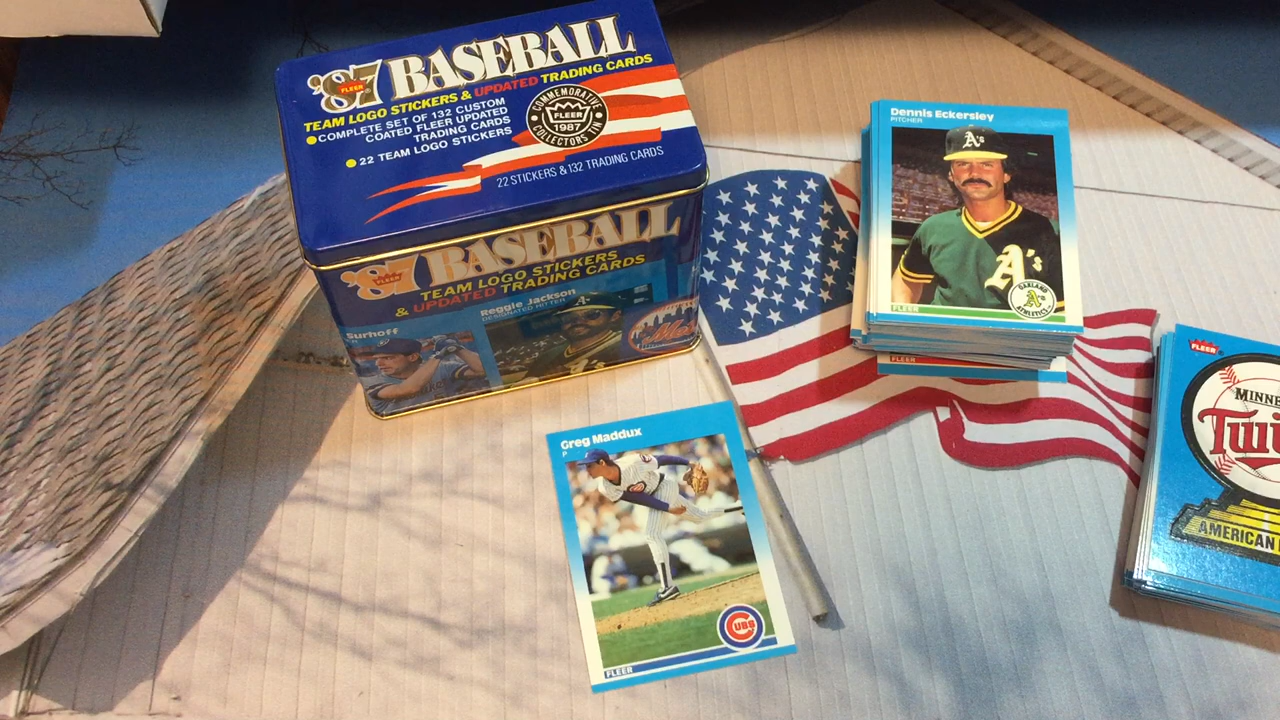 '87 BASEBALL
FLEER
TEAM LOGO STICKERS & UPDATED TRADING CARDS
COMPLETE SET OF 132 CUSTOM
COATED FLEER UPDATED
TRADING CARDS
22 TEAM LOGO STICKERS
COMMEMORATIVE
FLEER
1987
COLLECTORS TIN
22 STICKERS & 132 TRADING CARDS
'87 BASEBALL
FLEER
TEAM LOGO STICKERS
& UPDATED TRADING CARDS
Surhoff
Reggie Jackson
DESIGNATED HITTER
Mets
Dennis Eckersley
PITCHER
A's
A's
OAKLAND
A's
ATHLETICS
FLEER
FLEER
Greg Maddux
P
CUBS
FLEER
FLEER
AMERICAN